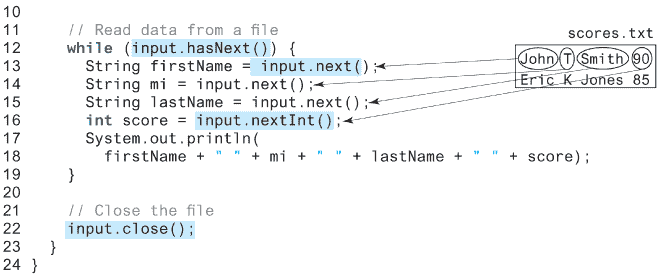 10
11 // Read data from a file
12 while (input.hasNext()) {
13 String firstName = input.next();
14 String mi = input.next();
15 String lastName = input.next();
16 int score = input.nextInt();
17 System.out.println(
18 firstName + " " + mi + " " + lastName + " " + score);
19 }
20
21 // Close the file
22 input.close();
23 }
24 }
scores.txt
John T Smith 90
Eric K Jones 85